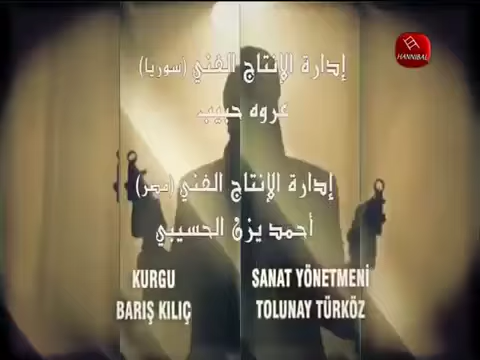 HANNIBAL
إدارة الإنتاج الفني (سوريا)
عروه حبيب
إدارة الإنتاج الفني (مصر)
أحمد يزن الحسيبي
KURGU
BARIŞ KILIÇ
SANAT YÖNETMENİ
TOLUNAY TÜRKÖZ